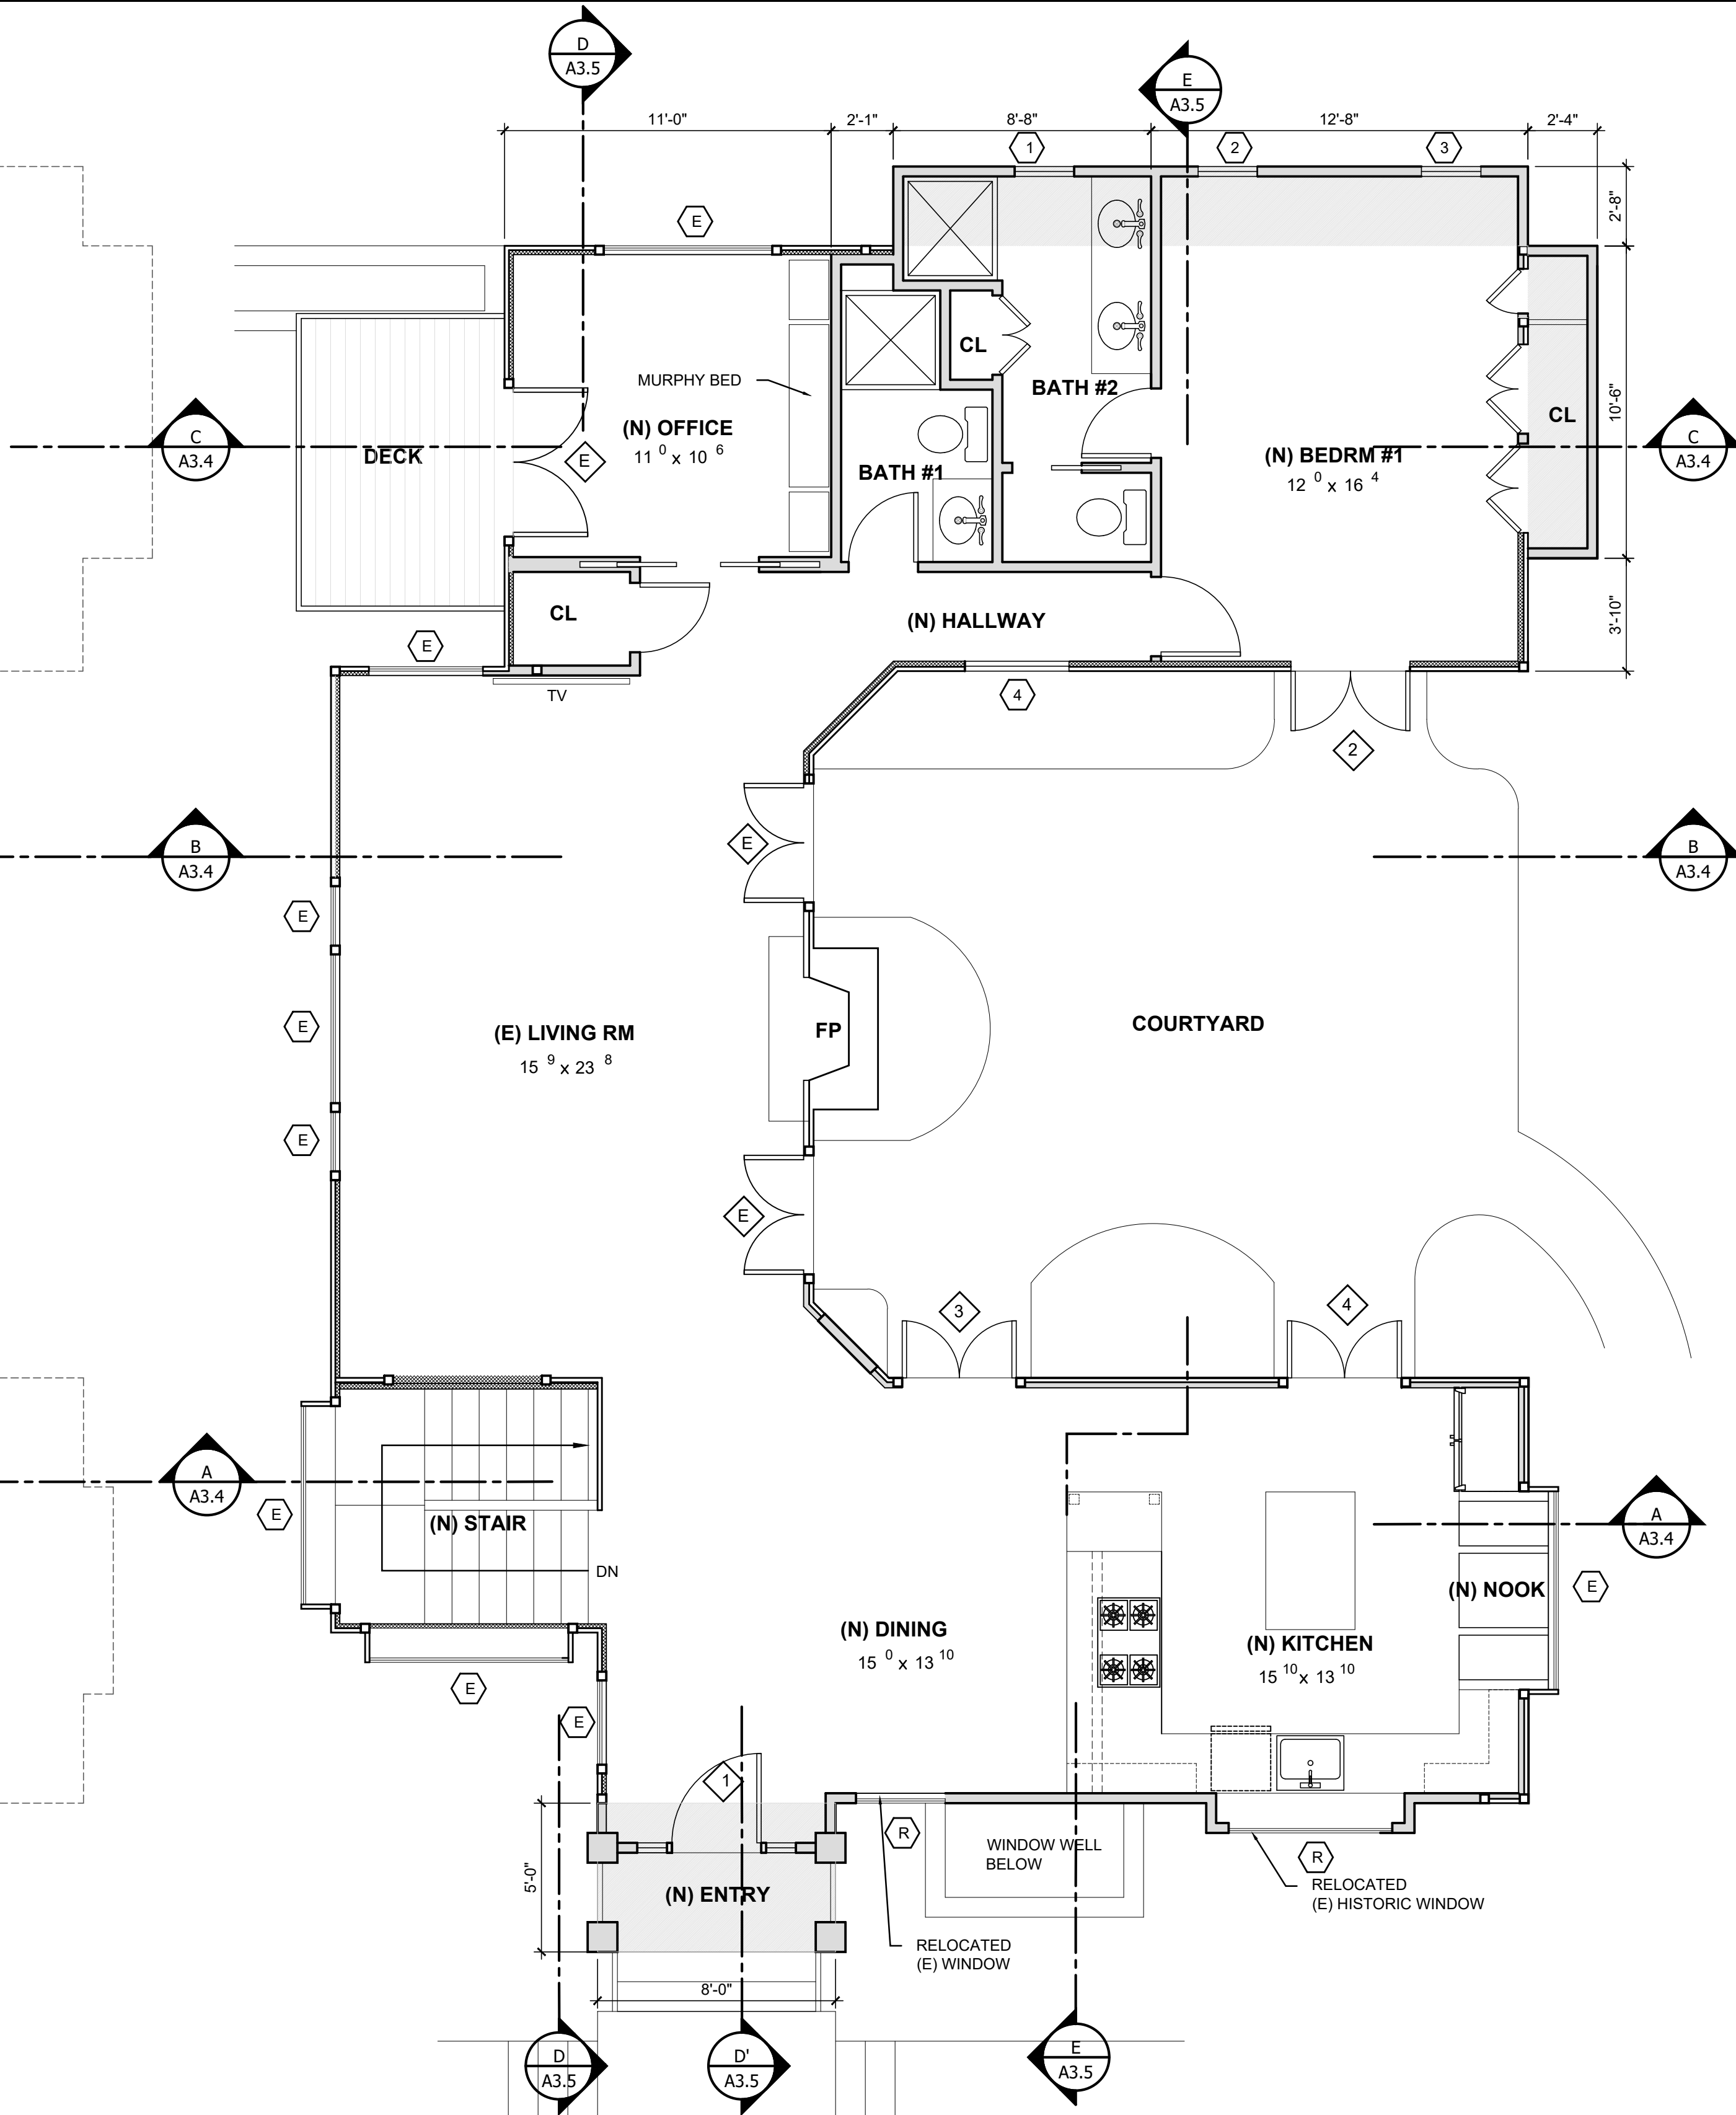 D
A3.5
E
A3.5
11'-0"
2'-1"
8'-8"
12'-8"
2'-4"
1
2
3
2'-8"
E
MURPHY BED
CL
BATH #2
10'-6"
CL
C
A3.4
DECK
E
(N) OFFICE
11 0 x 10 6
BATH #1
(N) BEDRM #1
12 0 x 16 4
C
A3.4
CL
(N) HALLWAY
3'-10"
E
TV
4
2
B
A3.4
E
B
A3.4
E
E
(E) LIVING RM
15 9 x 23 8
FP
COURTYARD
E
E
3
4
A
A3.4
E
(N) STAIR
DN
A
A3.4
(N) NOOK
E
(N) DINING
15 0 x 13 10
(N) KITCHEN
15 10 x 13 10
E
E
1
R
WINDOW WELL
BELOW
R
5'-0"
(N) ENTRY
RELOCATED
(E) HISTORIC WINDOW
RELOCATED
(E) WINDOW
8'-0"
D
A3.5
D'
A3.5
E
A3.5